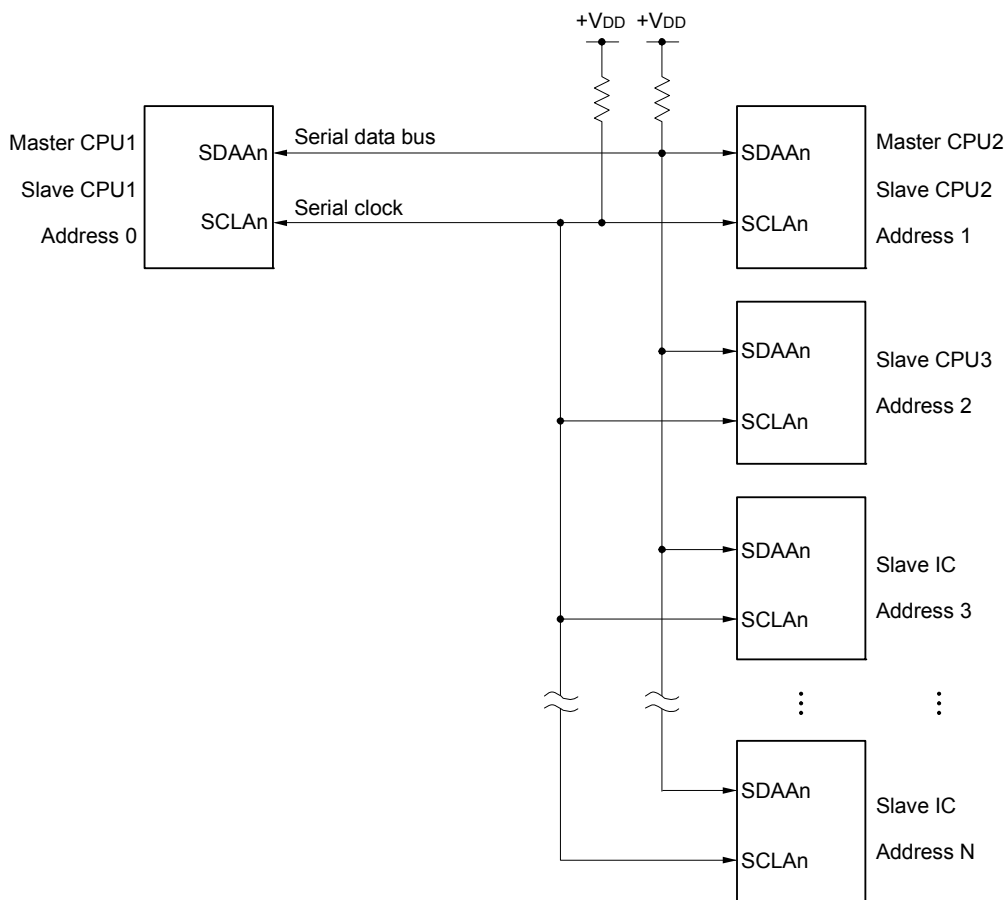 +VDD
+VDD
Master CPU1
Slave CPU1
Address 0
SDAAn
SCLAn
Serial data bus
Serial clock
SDAAn
SCLAn
Master CPU2
Slave CPU2
Address 1
SDAAn
SCLAn
Slave CPU3
Address 2
SDAAn
SCLAn
Slave IC
Address 3
SDAAn
SCLAn
Slave IC
Address N